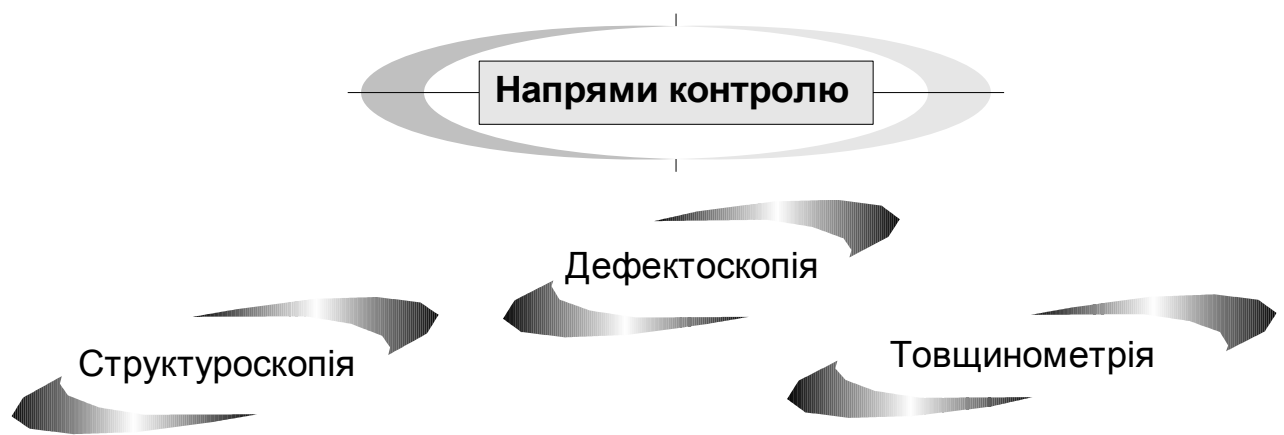 Напрями контролю
Дефектоскопія
Структуроскопія
Товщинометрія